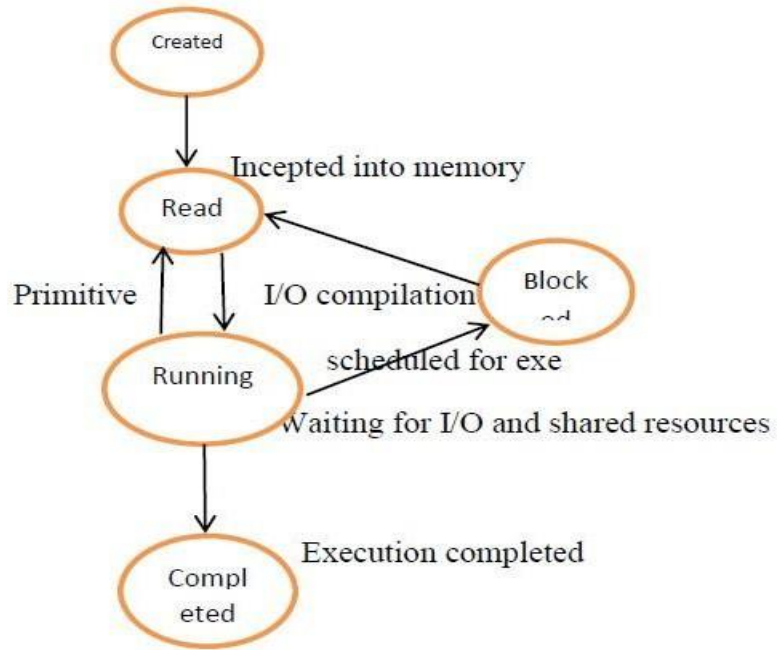 Created
Incepted into memory
Read
Primitive
I/O compilation
Block
ed
scheduled for exe
Running
Waiting for I/O and shared resources
Execution completed
Compl
eted